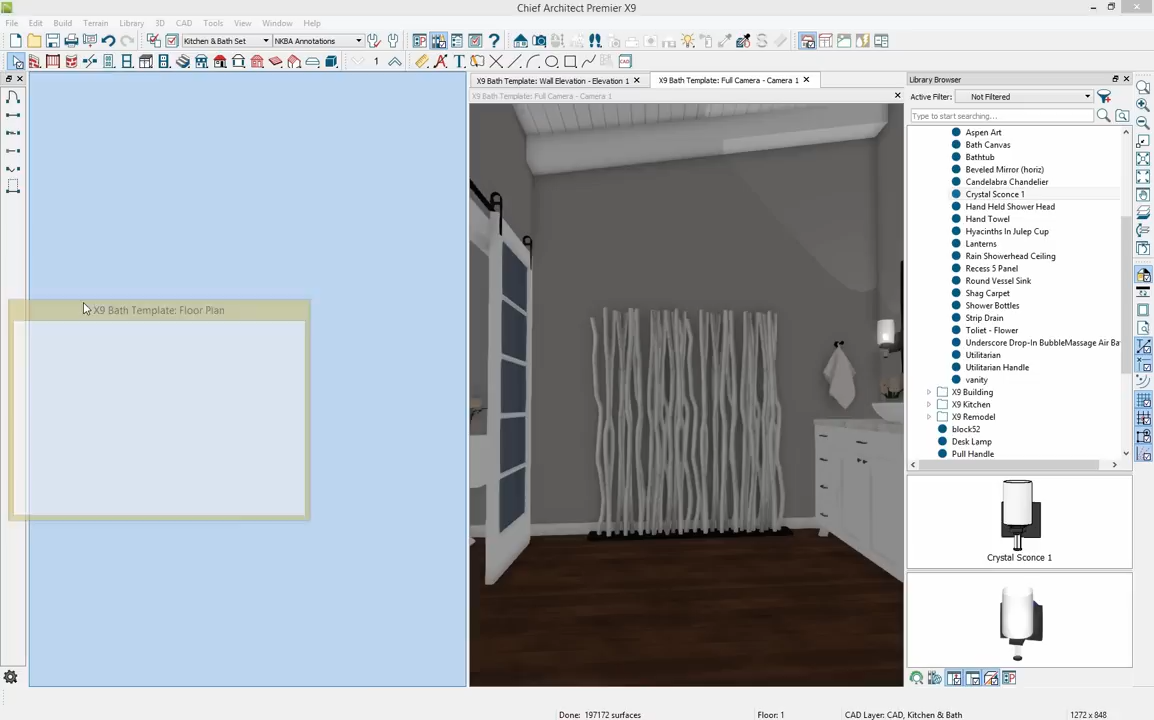 Chief Architect Premier X9
File Edit Build Terrain Library 3D CAD Tools View Window Help
Kitchen & Bath Set NKBA Annotations
1 CAD
X9 Bath Template: Wall Elevation - Elevation 1
X9 Bath Template: Full Camera - Camera 1
X9 Bath Template: Full Camera - Camera 1
X9 Bath Template: Floor Plan
Library Browser
Active Filter: Not Filtered
Type to start searching...
Aspen Art
Bath Canvas
Bathtub
Beveled Mirror (horiz)
Candelabra Chandelier
Crystal Sconce 1
Hand Held Shower Head
Hand Towel
Hyacinths In Julep Cup
Lanterns
Rain Showerhead Ceiling
Recess 5 Panel
Round Vessel Sink
Shag Carpet
Shower Bottles
Strip Drain
Toliet - Flower
Underscore Drop-In BubbleMassage Air Ba
Utilitarian
Utilitarian Handle
vanity
X9 Building
X9 Kitchen
X9 Remodel
block52
Desk Lamp
Pull Handle
Crystal Sconce 1
Done: 197172 surfaces Floor: 1 CAD Layer: CAD, Kitchen & Bath 1272 x 848